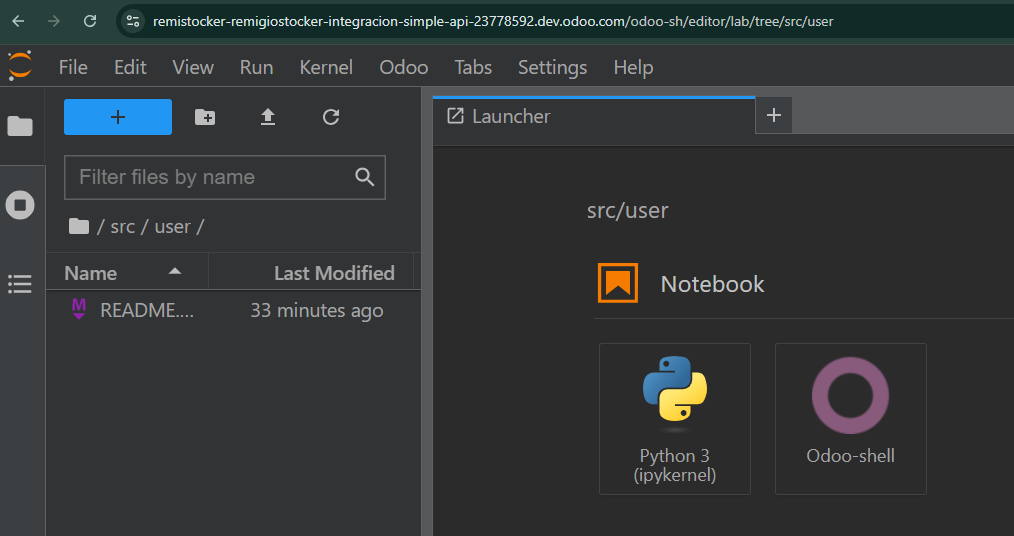 remistocker-remigiostocker-integracion-simple-api-23778592.dev.odoo.com/odoo-sh/editor/lab/tree/src/user
File Edit View Run Kernel Odoo Tabs Settings Help
Launcher
Filter files by name
/ src / user /
Name Last Modified
README.... 33 minutes ago
src/user
Notebook
Python 3
(ipykernel)
Odoo-shell